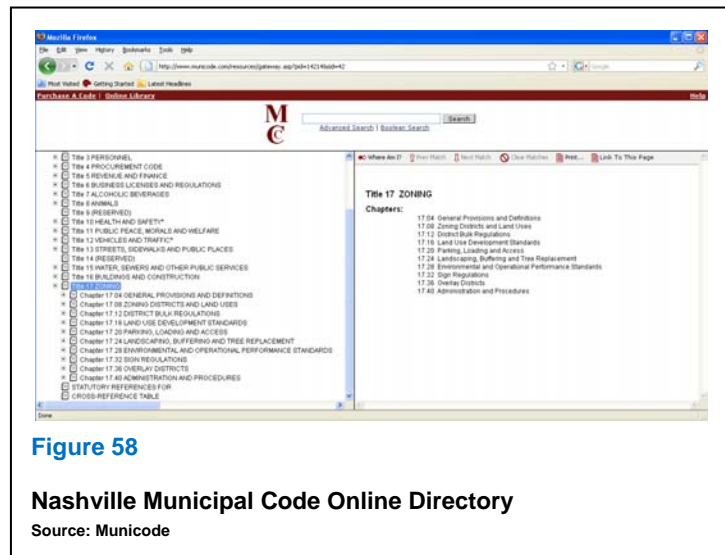 Mozilla Firefox
File Edit View History Bookmarks Tools Help
http://www.municode.com/resources/gateway.asp?pid=14214&sid=42
Google
Most Visited Getting Started Latest Headlines
Purchase A Code | Online Library Help
M
C C
Search
Advanced Search | Boolean Search
Where Am I? Prev Match Next Match Clear Matches Print... Link To This Page
Title 3 PERSONNEL
Title 4 PROCUREMENT CODE
Title 5 REVENUE AND FINANCE
Title 6 BUSINESS LICENSES AND REGULATIONS
Title 7 ALCOHOLIC BEVERAGES
Title 8 ANIMALS
Title 9 (RESERVED)
Title 10 HEALTH AND SAFETY*
Title 11 PUBLIC PEACE, MORALS AND WELFARE
Title 12 VEHICLES AND TRAFFIC*
Title 13 STREETS, SIDEWALKS AND PUBLIC PLACES
Title 14 (RESERVED)
Title 15 WATER, SEWERS AND OTHER PUBLIC SERVICES
Title 16 BUILDINGS AND CONSTRUCTION
Title 17 ZONING
Chapter 17.04 GENERAL PROVISIONS AND DEFINITIONS
Chapter 17.08 ZONING DISTRICTS AND LAND USES
Chapter 17.12 DISTRICT BULK REGULATIONS
Chapter 17.16 LAND USE DEVELOPMENT STANDARDS
Chapter 17.20 PARKING, LOADING AND ACCESS
Chapter 17.24 LANDSCAPING, BUFFERING AND TREE REPLACEMENT
Chapter 17.28 ENVIRONMENTAL AND OPERATIONAL PERFORMANCE STANDARDS
Chapter 17.32 SIGN REGULATIONS
Chapter 17.36 OVERLAY DISTRICTS
Chapter 17.40 ADMINISTRATION AND PROCEDURES
STATUTORY REFERENCES FOR
CROSS-REFERENCE TABLE
Title 17 ZONING
Chapters:
17.04 General Provisions and Definitions
17.08 Zoning Districts and Land Uses
17.12 District Bulk Regulations
17.16 Land Use Development Standards
17.20 Parking, Loading and Access
17.24 Landscaping, Buffering and Tree Replacement
17.28 Environmental and Operational Performance Standards
17.32 Sign Regulations
17.36 Overlay Districts
17.40 Administration and Procedures
Done
Figure 58
Nashville Municipal Code Online Directory
Source: Municode